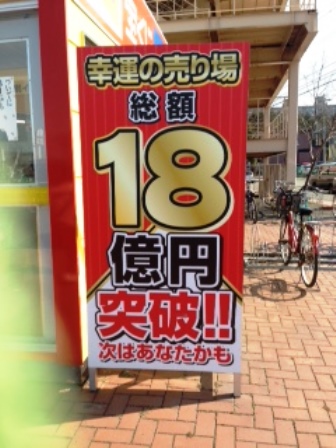 幸運の売り場
総額
18
億円
突破!!
次はあなたかも